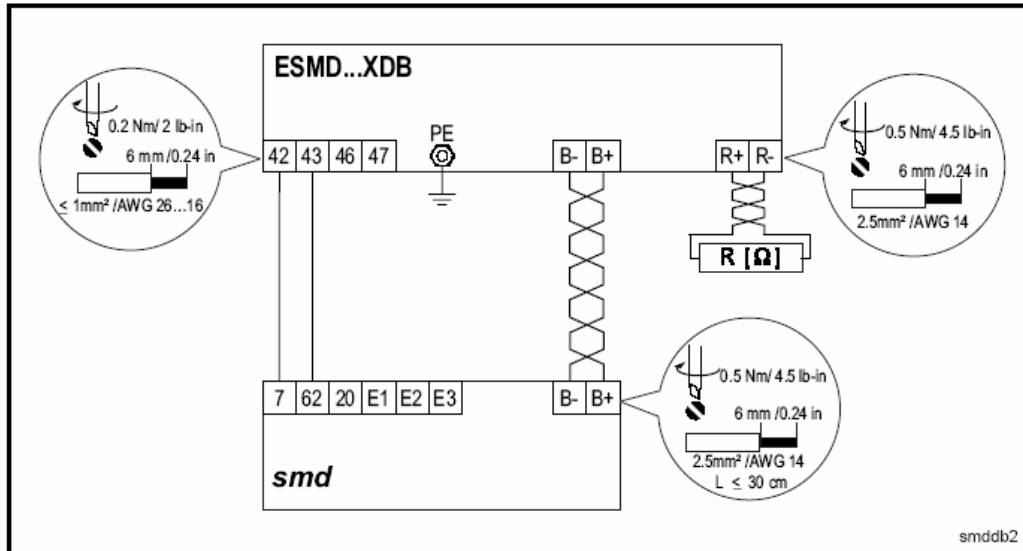 ESMD...XDB
0.2 Nm/ 2 lb-in
6 mm /0.24 in
≤ 1mm² /AWG 26...16
42 43 46 47
PE
B- B+
R+ R-
0.5 Nm/ 4.5 lb-in
6 mm /0.24 in
2.5mm² /AWG 14
R [Ω]
7 62 20 E1 E2 E3
B- B+
0.5 Nm/ 4.5 lb-in
6 mm /0.24 in
2.5mm² /AWG 14
L ≤ 30 cm
smd
smddb2